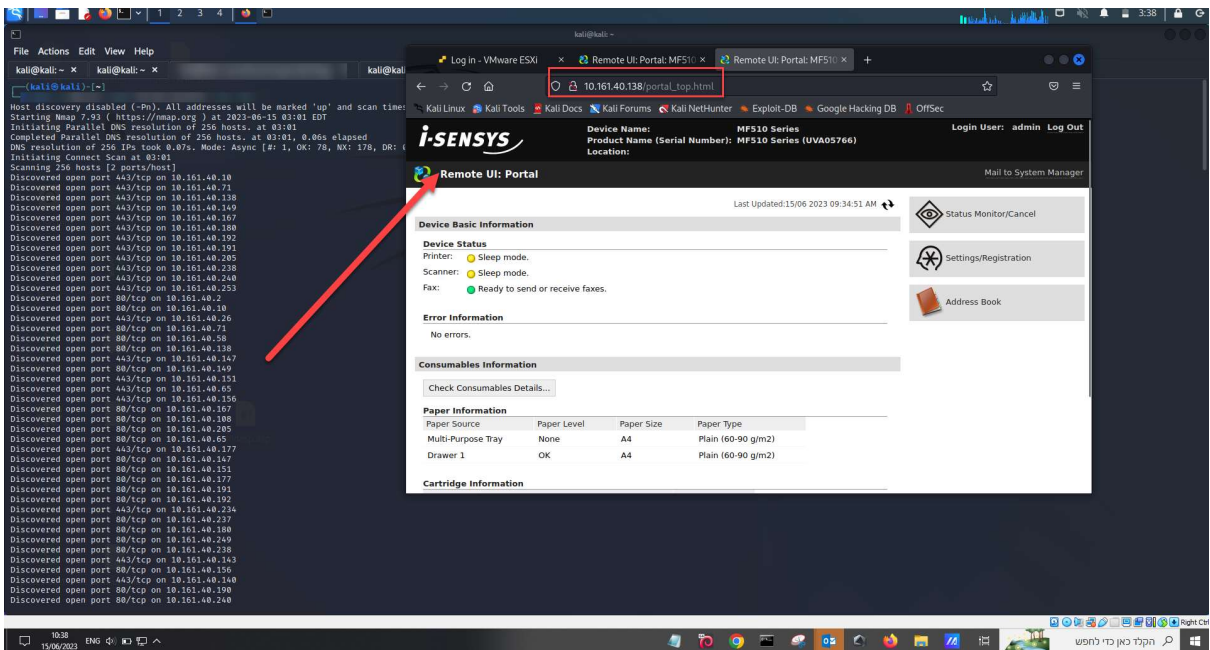 1 2 3 4
3:38
kali@kali: ~
File Actions Edit View Help
kali@kali: ~ × kali@kali: ~ × kali@kali
(kali㉿kali)-[~]
Host discovery disabled (-Pn). All addresses will be marked 'up' and scan times
Starting Nmap 7.93 ( https://nmap.org ) at 2023-06-15 03:01 EDT
Initiating Parallel DNS resolution of 256 hosts. at 03:01
Completed Parallel DNS resolution of 256 hosts. at 03:01, 0.06s elapsed
DNS resolution of 256 IPs took 0.07s. Mode: Async [#: 1, OK: 78, NX: 178, DR:
Initiating Connect Scan at 03:01
Scanning 256 hosts [2 ports/host]
Discovered open port 443/tcp on 10.161.40.10
Discovered open port 443/tcp on 10.161.40.71
Discovered open port 443/tcp on 10.161.40.138
Discovered open port 443/tcp on 10.161.40.149
Discovered open port 443/tcp on 10.161.40.167
Discovered open port 443/tcp on 10.161.40.180
Discovered open port 443/tcp on 10.161.40.192
Discovered open port 443/tcp on 10.161.40.191
Discovered open port 443/tcp on 10.161.40.205
Discovered open port 443/tcp on 10.161.40.238
Discovered open port 443/tcp on 10.161.40.240
Discovered open port 443/tcp on 10.161.40.253
Discovered open port 80/tcp on 10.161.40.2
Discovered open port 80/tcp on 10.161.40.10
Discovered open port 443/tcp on 10.161.40.26
Discovered open port 80/tcp on 10.161.40.71
Discovered open port 80/tcp on 10.161.40.58
Discovered open port 80/tcp on 10.161.40.138
Discovered open port 443/tcp on 10.161.40.147
Discovered open port 80/tcp on 10.161.40.149
Discovered open port 443/tcp on 10.161.40.151
Discovered open port 443/tcp on 10.161.40.65
Discovered open port 443/tcp on 10.161.40.156
Discovered open port 80/tcp on 10.161.40.167
Discovered open port 80/tcp on 10.161.40.108
Discovered open port 80/tcp on 10.161.40.205
Discovered open port 80/tcp on 10.161.40.65
Discovered open port 443/tcp on 10.161.40.177
Discovered open port 80/tcp on 10.161.40.147
Discovered open port 80/tcp on 10.161.40.151
Discovered open port 80/tcp on 10.161.40.177
Discovered open port 80/tcp on 10.161.40.191
Discovered open port 80/tcp on 10.161.40.192
Discovered open port 443/tcp on 10.161.40.234
Discovered open port 80/tcp on 10.161.40.237
Discovered open port 80/tcp on 10.161.40.180
Discovered open port 80/tcp on 10.161.40.249
Discovered open port 80/tcp on 10.161.40.238
Discovered open port 443/tcp on 10.161.40.143
Discovered open port 80/tcp on 10.161.40.156
Discovered open port 443/tcp on 10.161.40.140
Discovered open port 80/tcp on 10.161.40.190
Discovered open port 80/tcp on 10.161.40.240
Log in - VMware ESXi × Remote UI: Portal: MF510 × Remote UI: Portal: MF510 × +
10.161.40.138/portal_top.html
Kali Linux Kali Tools Kali Docs Kali Forums Kali NetHunter Exploit-DB Google Hacking DB OffSec
i-SENSYS
Device Name: MF510 Series
Product Name (Serial Number): MF510 Series (UVA05766)
Location:
Login User: admin Log Out
Remote UI: Portal
Mail to System Manager
Last Updated:15/06 2023 09:34:51 AM
Device Basic Information
Device Status
Printer: Sleep mode.
Scanner: Sleep mode.
Fax: Ready to send or receive faxes.
Error Information
No errors.
Consumables Information
Check Consumables Details...
Paper Information
Paper Source Paper Level Paper Size Paper Type
Multi-Purpose Tray None A4 Plain (60-90 g/m2)
Drawer 1 OK A4 Plain (60-90 g/m2)
Cartridge Information
Status Monitor/Cancel
Settings/Registration
Address Book
Right Ctrl
10:38
15/06/2023
ENG
הקלד כאן כדי לחפש